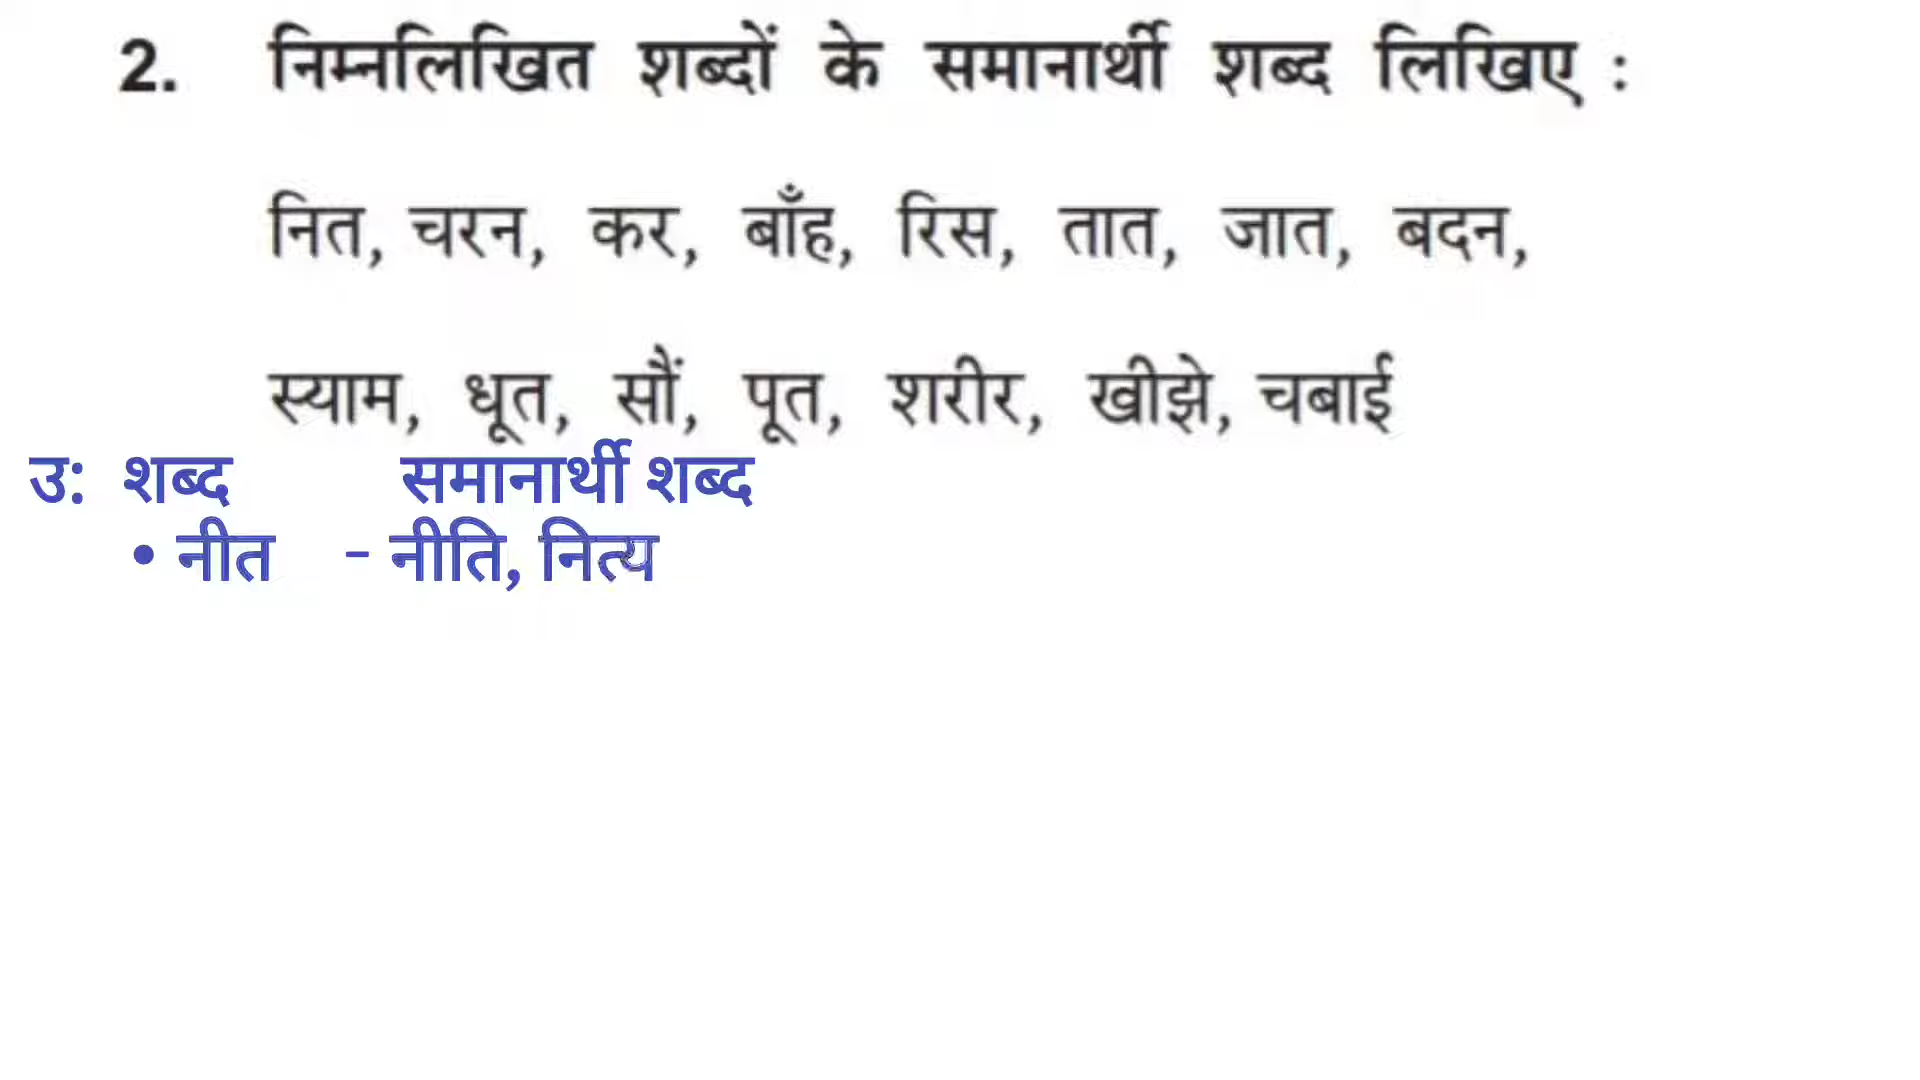 2. निम्नलिखित शब्दों के समानार्थी शब्द लिखिए :
नित, चरन, कर, बाँह, रिस, तात, जात, बदन,
स्याम, धूत, सौं, पूत, शरीर, खीझे, चबाई
उ: शब्द समानार्थी शब्द
• नीत - नीति, नित्य